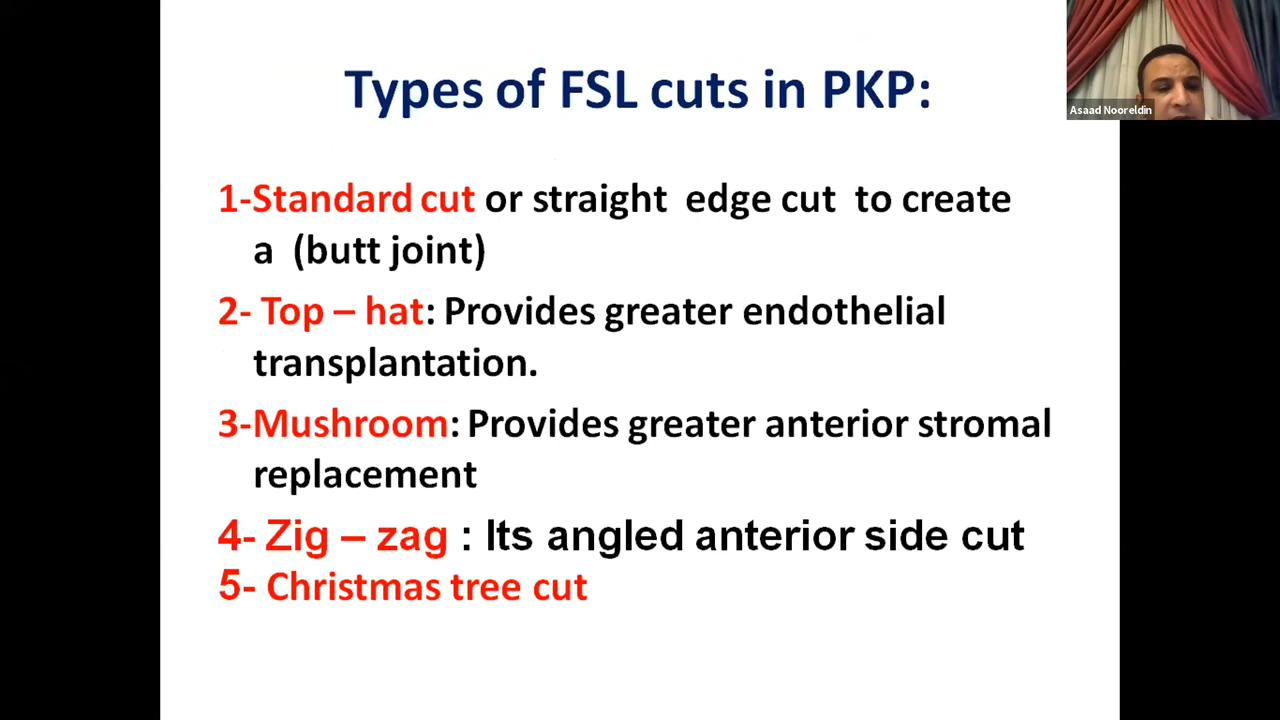 Types of FSL cuts in PKP:
Asaad Nooreldin
1-Standard cut or straight edge cut to create
a (butt joint)
2- Top – hat: Provides greater endothelial
transplantation.
3-Mushroom: Provides greater anterior stromal
replacement
4- Zig – zag : Its angled anterior side cut
5- Christmas tree cut